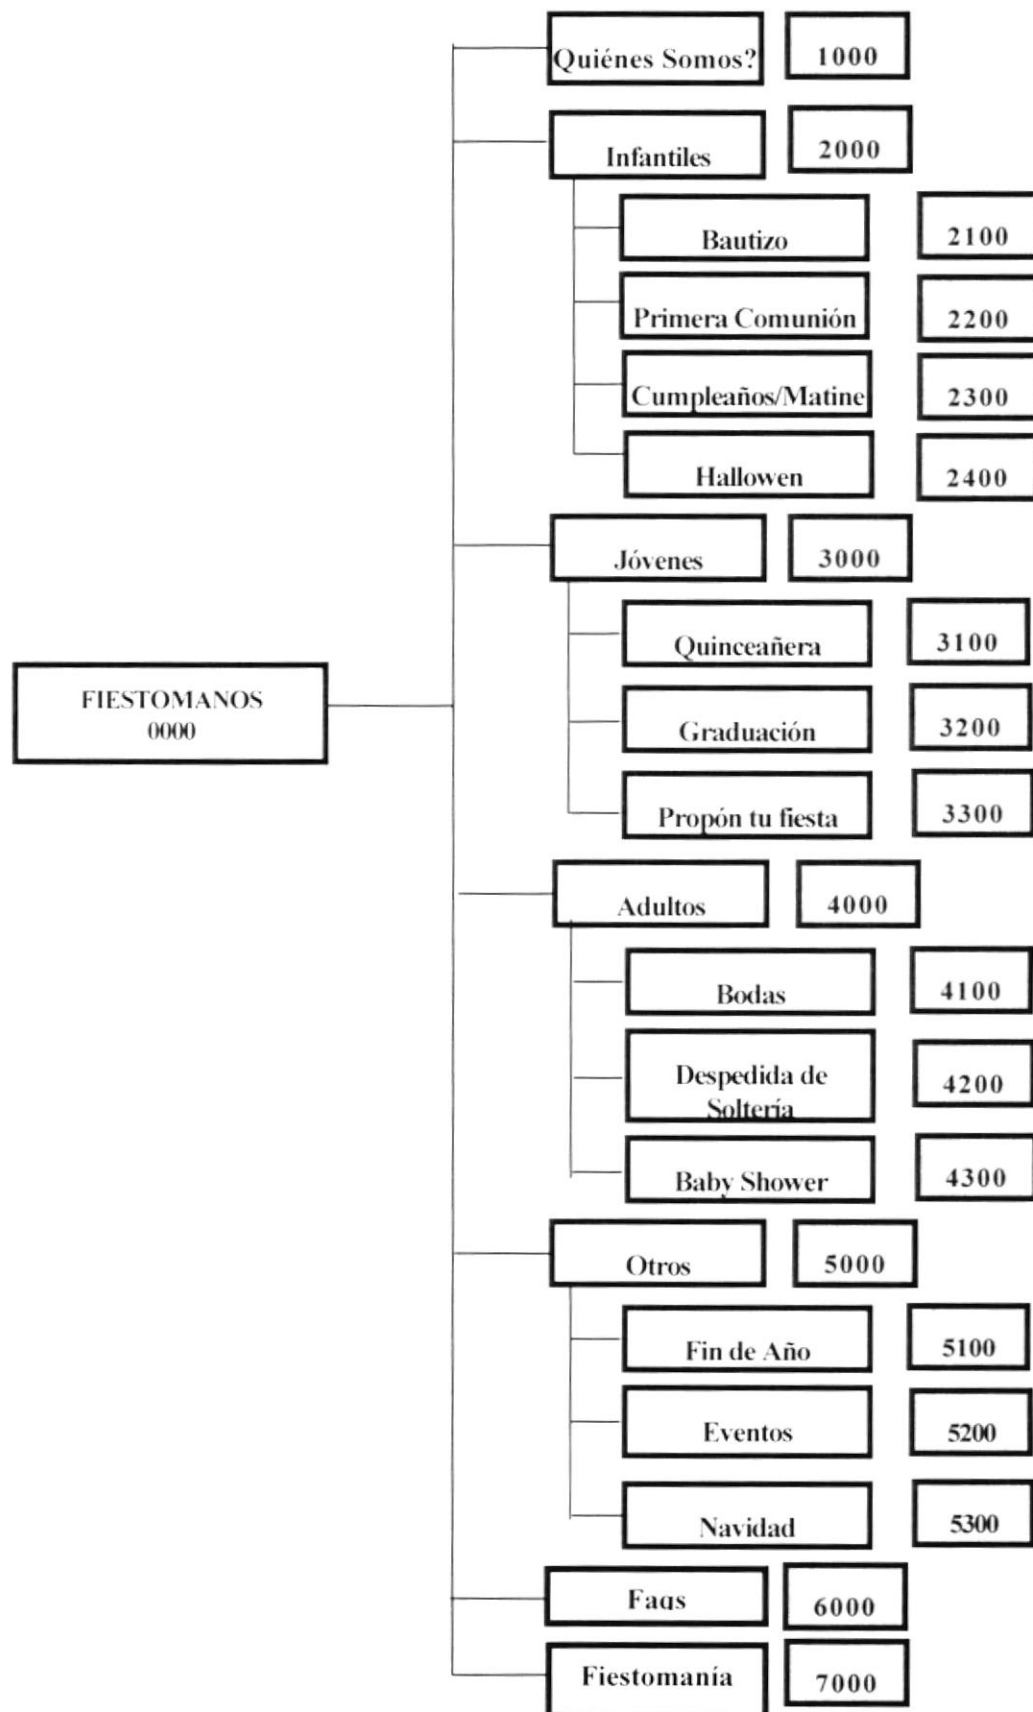 Quiénes Somos? 1000
Infantiles 2000
Bautizo 2100
Primera Comunión 2200
Cumpleaños/Matine 2300
Hallowen 2400
Jóvenes 3000
Quinceañera 3100
FIESTOMANOS
0000
Graduación 3200
Propón tu fiesta 3300
Adultos 4000
Bodas 4100
Despedida de
Soltería
4200
Baby Shower 4300
Otros 5000
Fin de Año 5100
Eventos 5200
Navidad 5300
Faqs 6000
Fiestomanía 7000